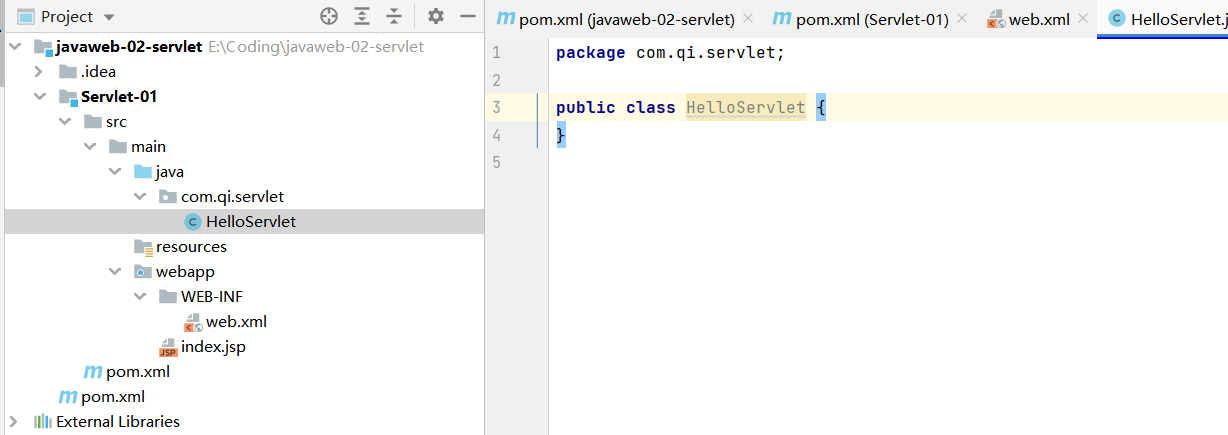 Project
javaweb-02-servlet E:\Coding\javaweb-02-servlet
.idea
Servlet-01
src
main
java
com.qi.servlet
HelloServlet
resources
webapp
WEB-INF
web.xml
JSP index.jsp
m pom.xml
m pom.xml
External Libraries
m pom.xml (javaweb-02-servlet) m pom.xml (Servlet-01) web.xml C HelloServlet.j
1 package com.qi.servlet;
2
3 public class HelloServlet {
4 }
5